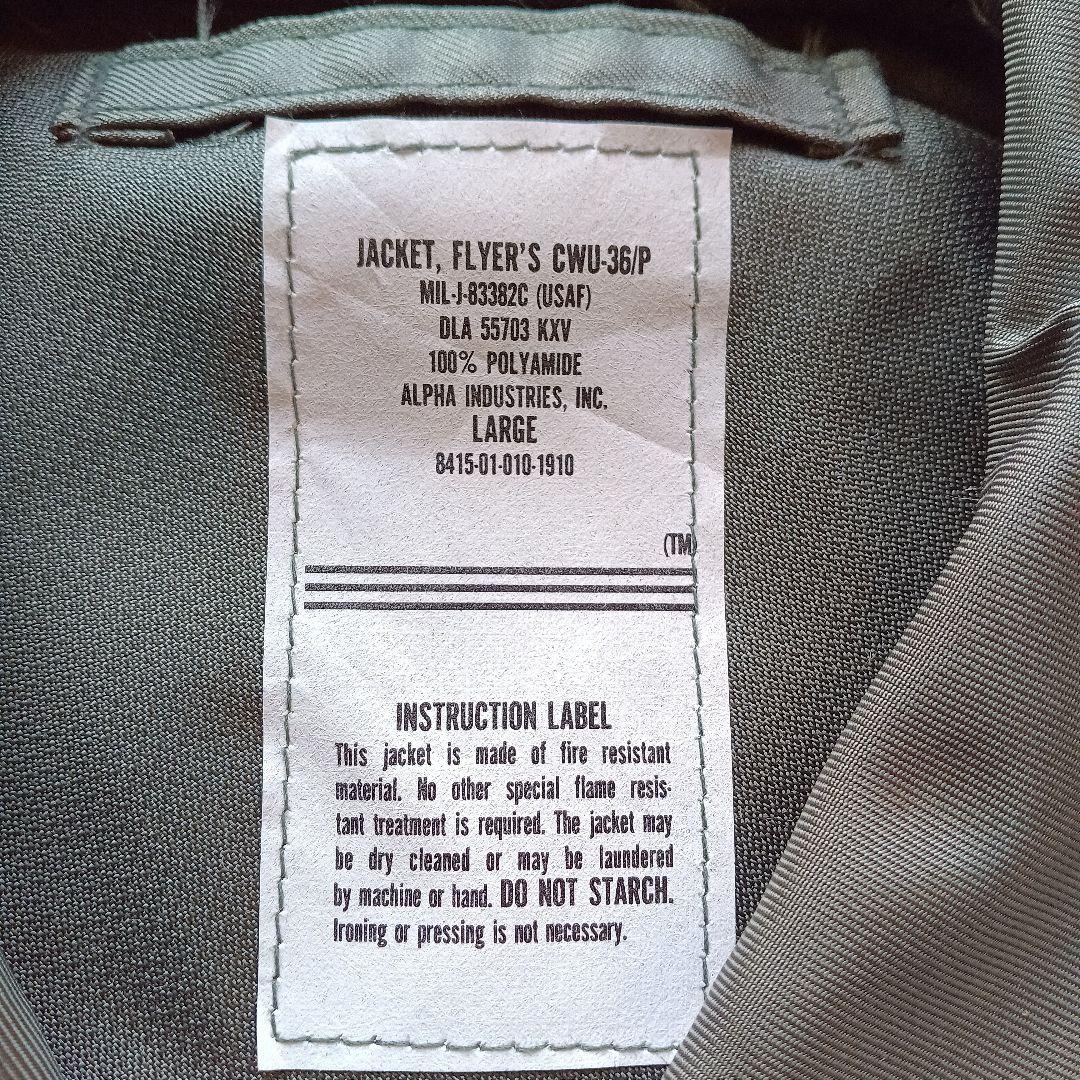 JACKET, FLYER'S CWU-36/P
MIL-J-83382C (USAF)
DLA 55703 KXV
100% POLYAMIDE
ALPHA INDUSTRIES, INC.
LARGE
8415-01-010-1910
(TM)
INSTRUCTION LABEL
This jacket is made of fire resistant
material. No other special flame resis-
tant treatment is required. The jacket may
be dry cleaned or may be laundered
by machine or hand. DO NOT STARCH.
Ironing or pressing is not necessary.